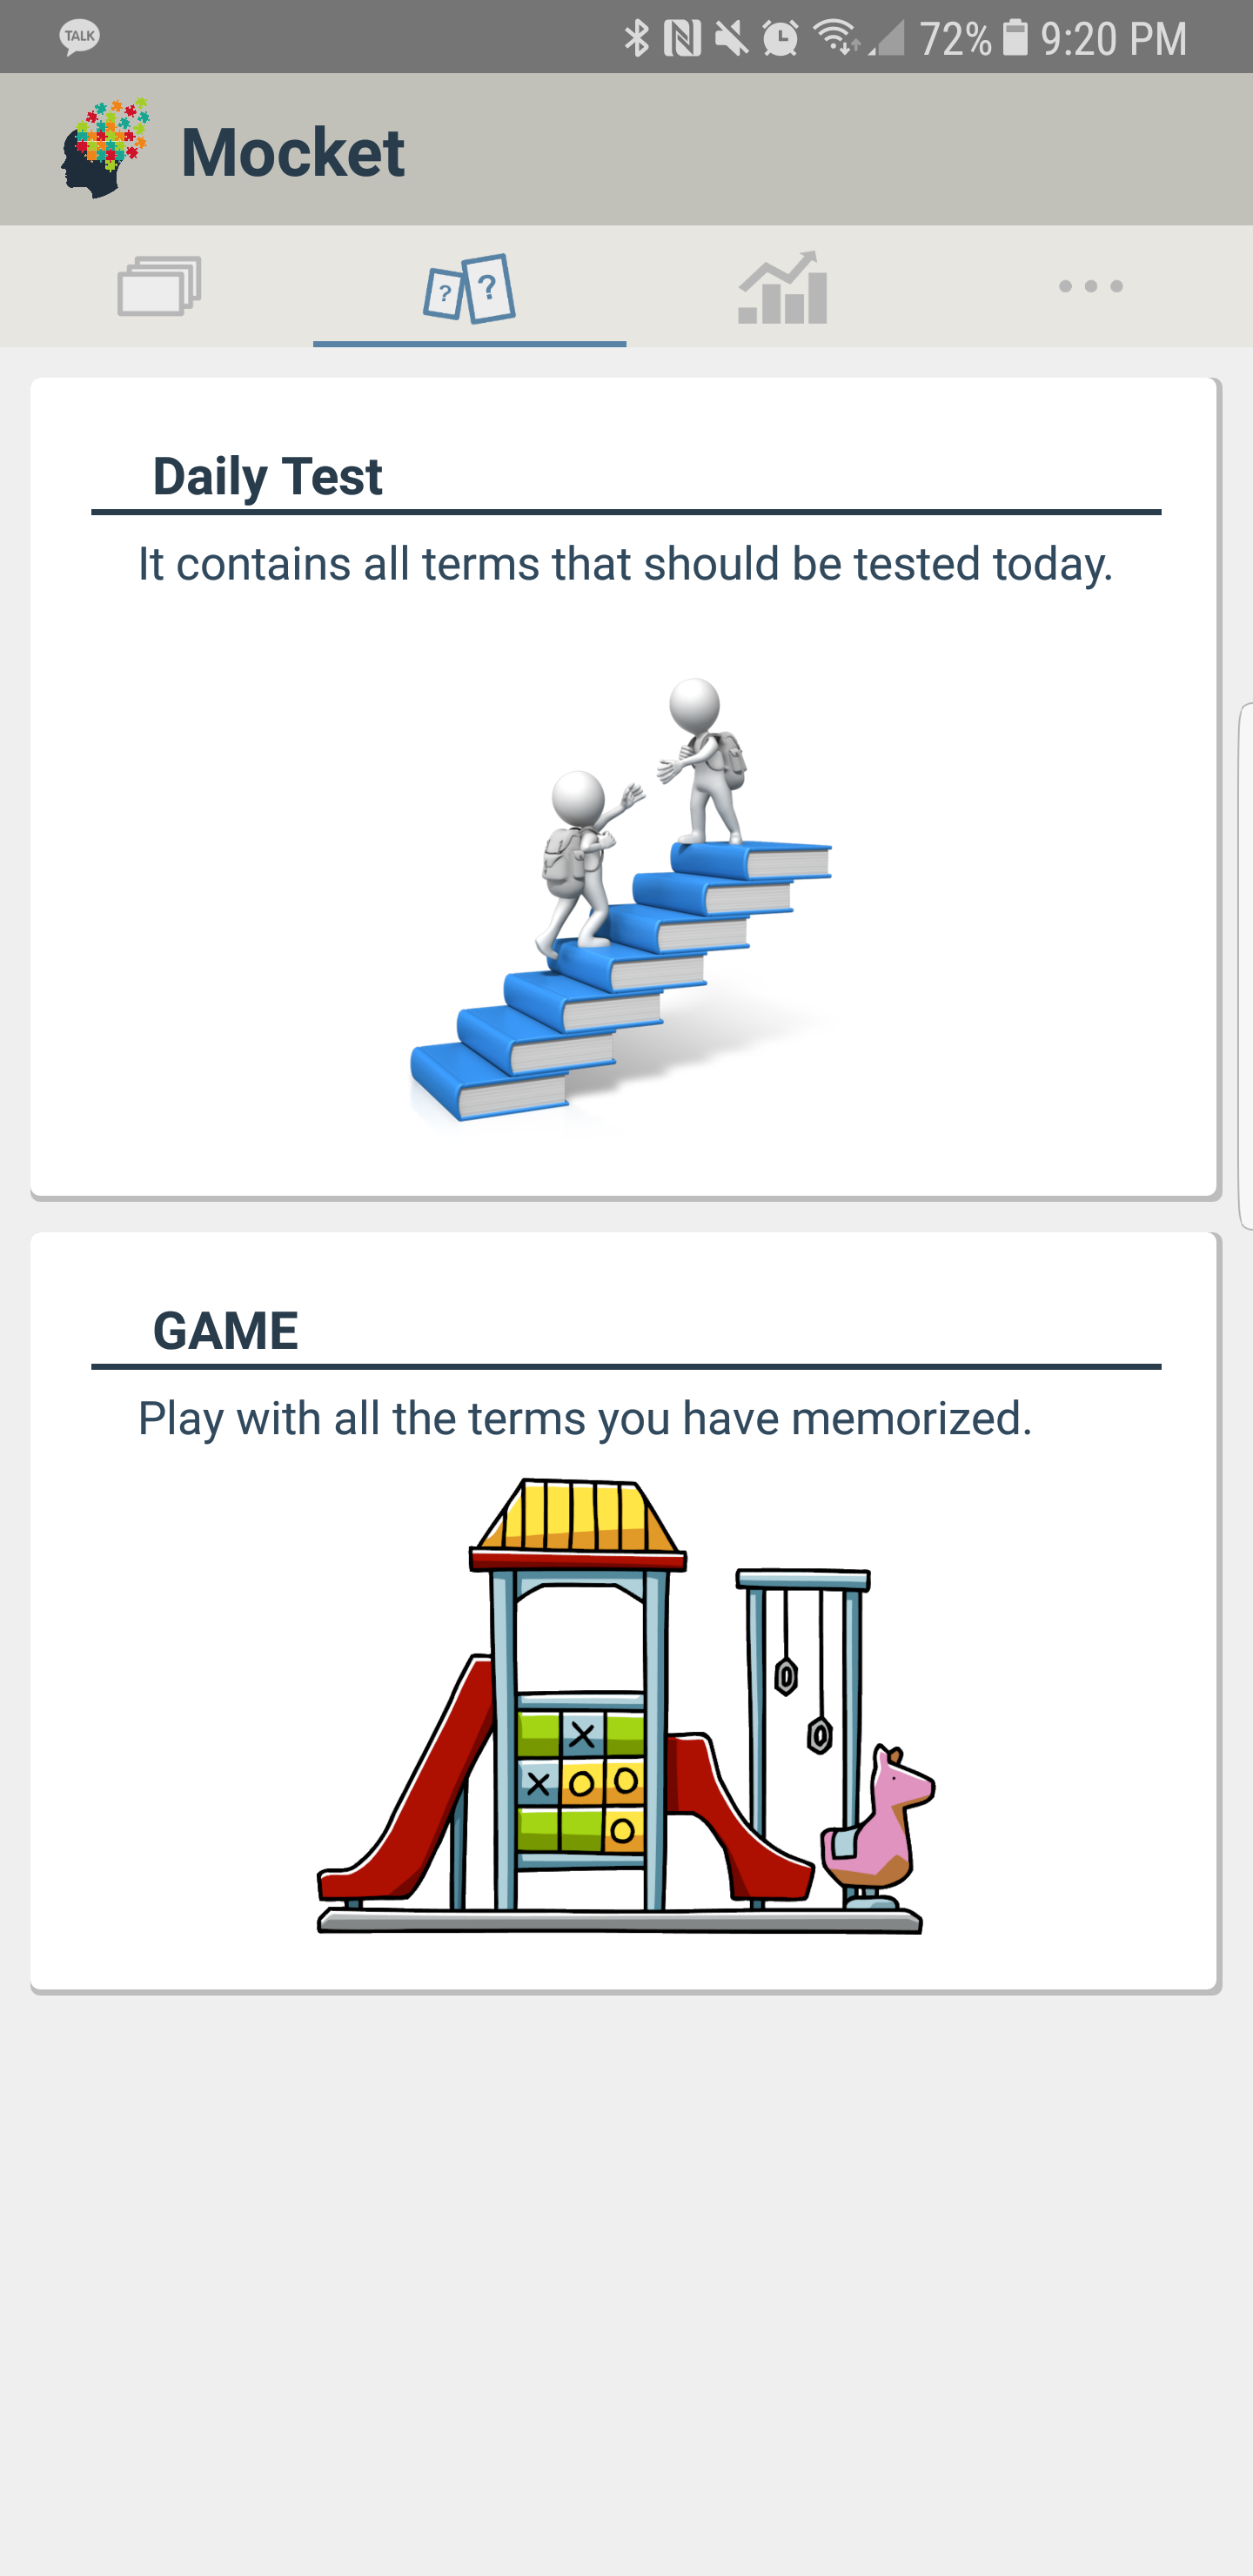 TALK 72% 9:20 PM
Mocket
? ?
Daily Test
It contains all terms that should be tested today.
GAME
Play with all the terms you have memorized.
X
X O O
O